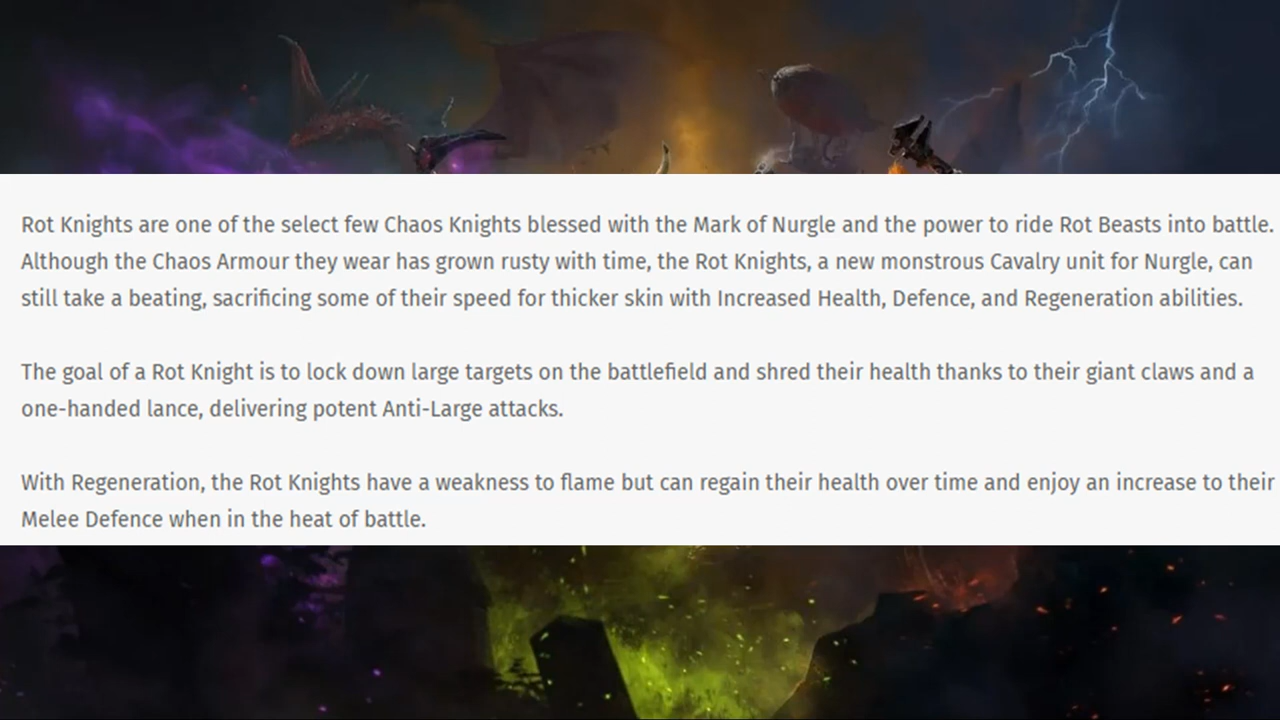 Rot Knights are one of the select few Chaos Knights blessed with the Mark of Nurgle and the power to ride Rot Beasts into battle.
Although the Chaos Armour they wear has grown rusty with time, the Rot Knights, a new monstrous Cavalry unit for Nurgle, can
still take a beating, sacrificing some of their speed for thicker skin with Increased Health, Defence, and Regeneration abilities.
The goal of a Rot Knight is to lock down large targets on the battlefield and shred their health thanks to their giant claws and a
one-handed lance, delivering potent Anti-Large attacks.
With Regeneration, the Rot Knights have a weakness to flame but can regain their health over time and enjoy an increase to their
Melee Defence when in the heat of battle.